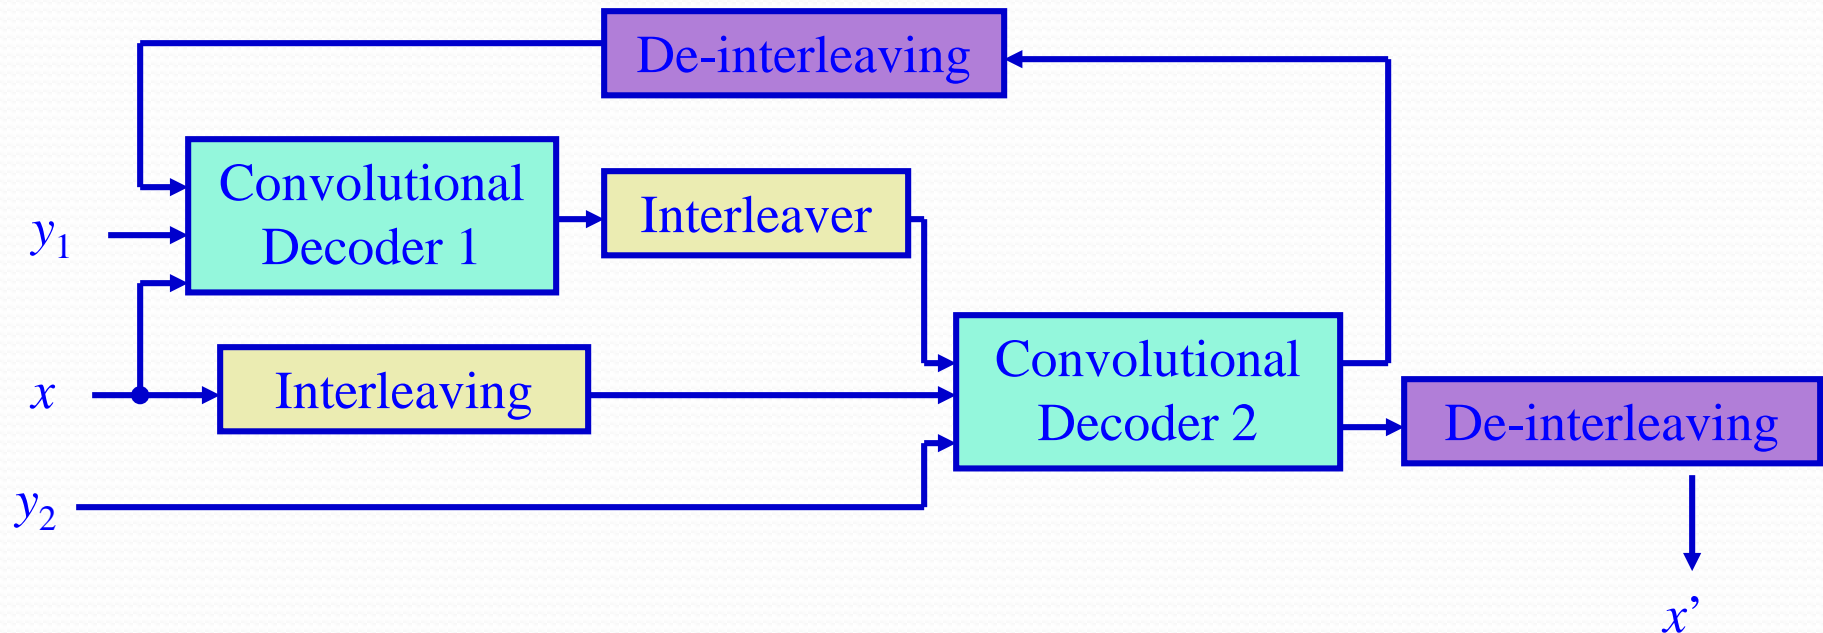 De-interleaving
Convolutional
Decoder 1
Interleaver
y₁
x
Interleaving
Convolutional
Decoder 2
De-interleaving
y₂
x’